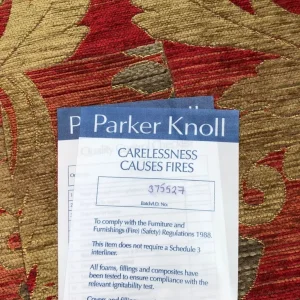 P
Parker Knoll
CARELESSNESS
CAUSES FIRES
375527
Batch/I.D. No.
To comply with the Furniture and
Furnishings (Fire) (Safety) Regulations 1988.
This item does not require a Schedule 3
interliner.
All foams, fillings and composites have
been tested to ensure compliance with the
relevant ignitability test.